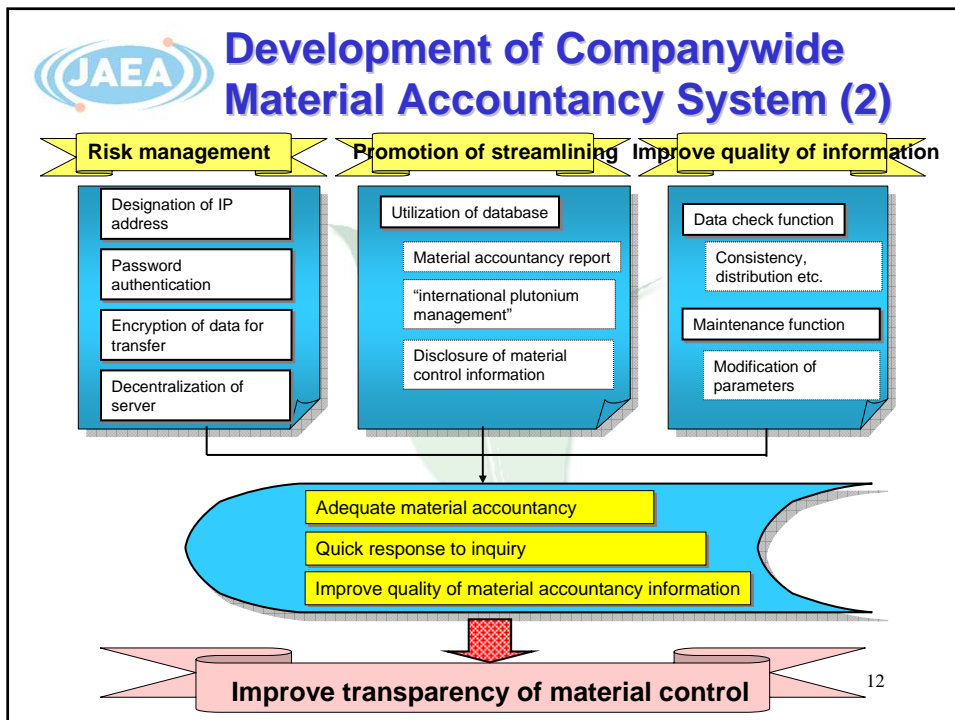 JAEA
Development of Companywide
Material Accountancy System (2)
Risk management
Promotion of streamlining
Improve quality of information
Designation of IP
address
Password
authentication
Encryption of data for
transfer
Decentralization of
server
Utilization of database
Material accountancy report
“international plutonium
management”
Disclosure of material
control information
Data check function
Consistency,
distribution etc.
Maintenance function
Modification of
parameters
Adequate material accountancy
Quick response to inquiry
Improve quality of material accountancy information
Improve transparency of material control
12